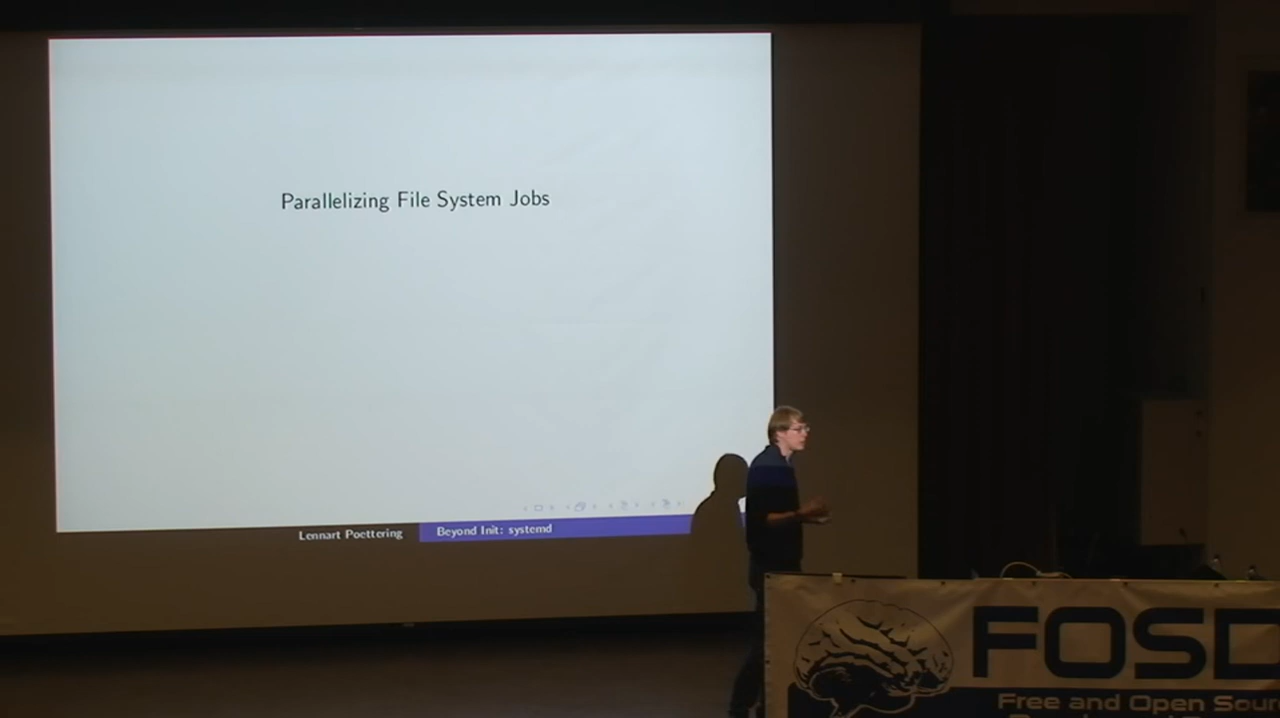 Parallelizing File System Jobs
Lennart Poettering
Beyond Init: systemd
FOSD
Free and Open Sour